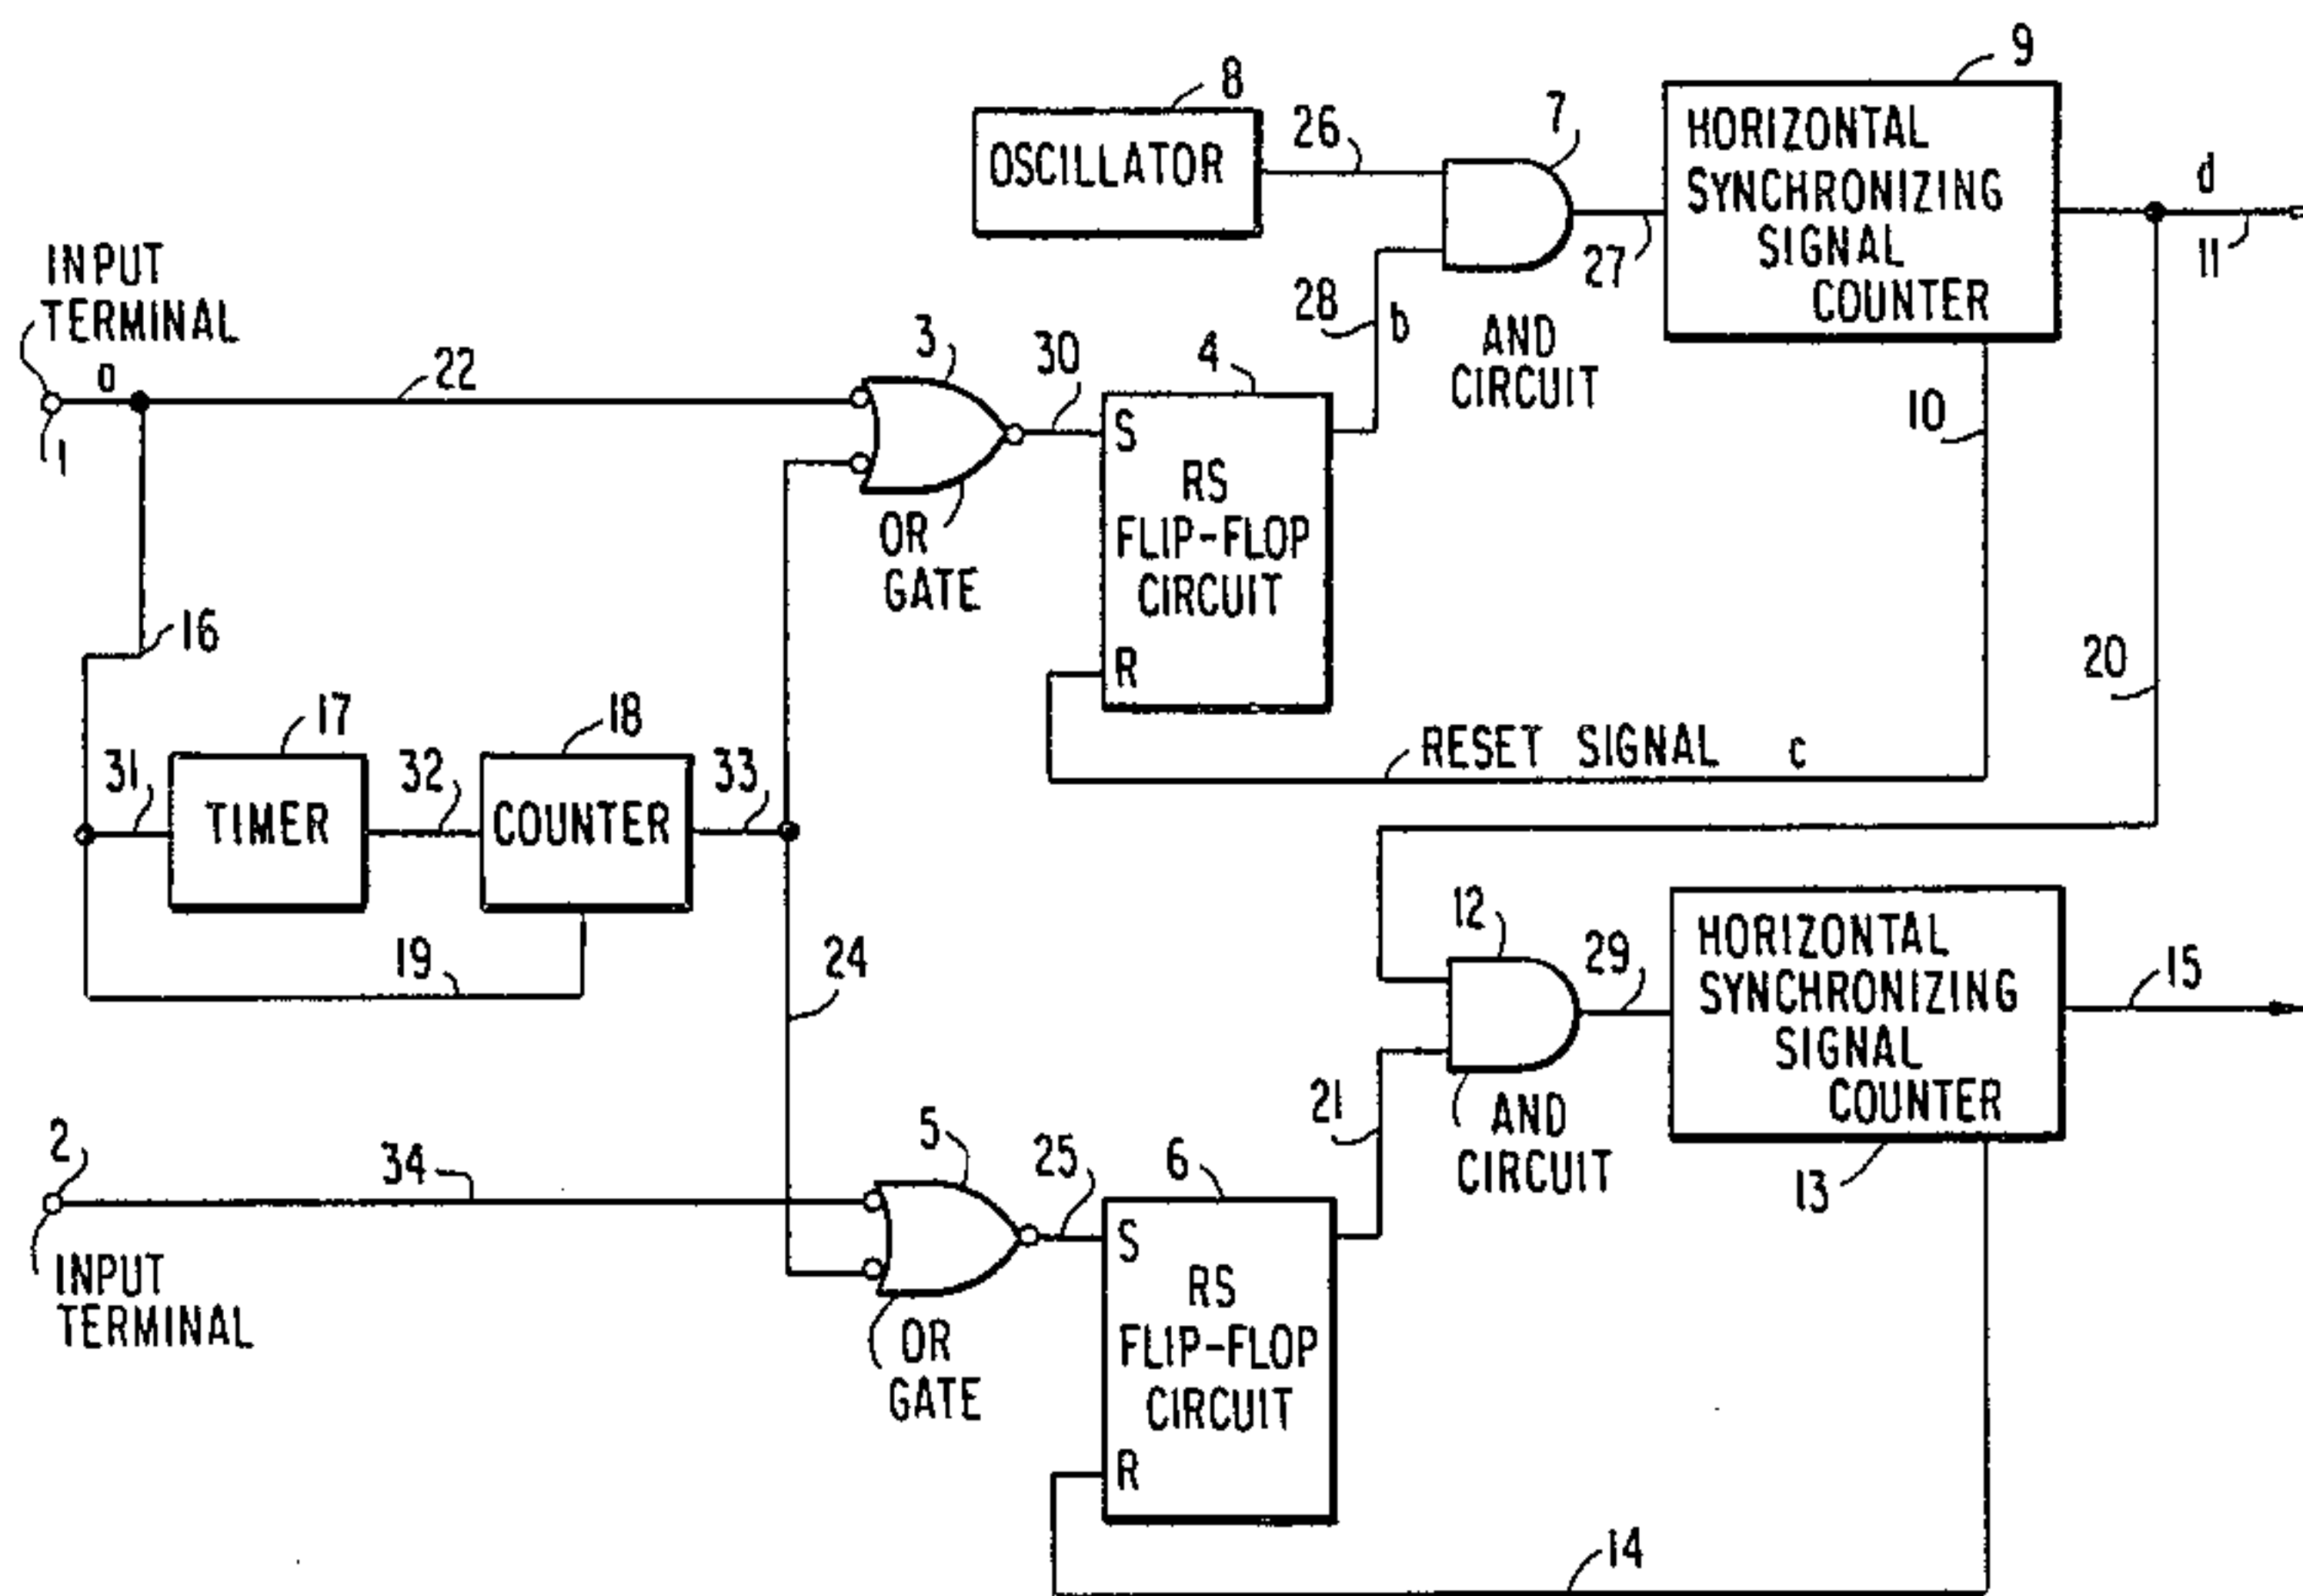 9
8
OSCILLATOR
26
7
HORIZONTAL
SYNCHRONIZING
SIGNAL
COUNTER
d
11
27
INPUT
TERMINAL
a
1
22
3
30
4
28
b
AND
CIRCUIT
10
OR
GATE
S
RS
FLIP-FLOP
CIRCUIT
R
16
20
RESET SIGNAL c
17
18
31
TIMER
32
COUNTER
33
19
24
12
29
HORIZONTAL
SYNCHRONIZING
SIGNAL
COUNTER
15
13
21
AND
CIRCUIT
2
34
INPUT
TERMINAL
5
25
6
OR
GATE
S
RS
FLIP-FLOP
CIRCUIT
R
14